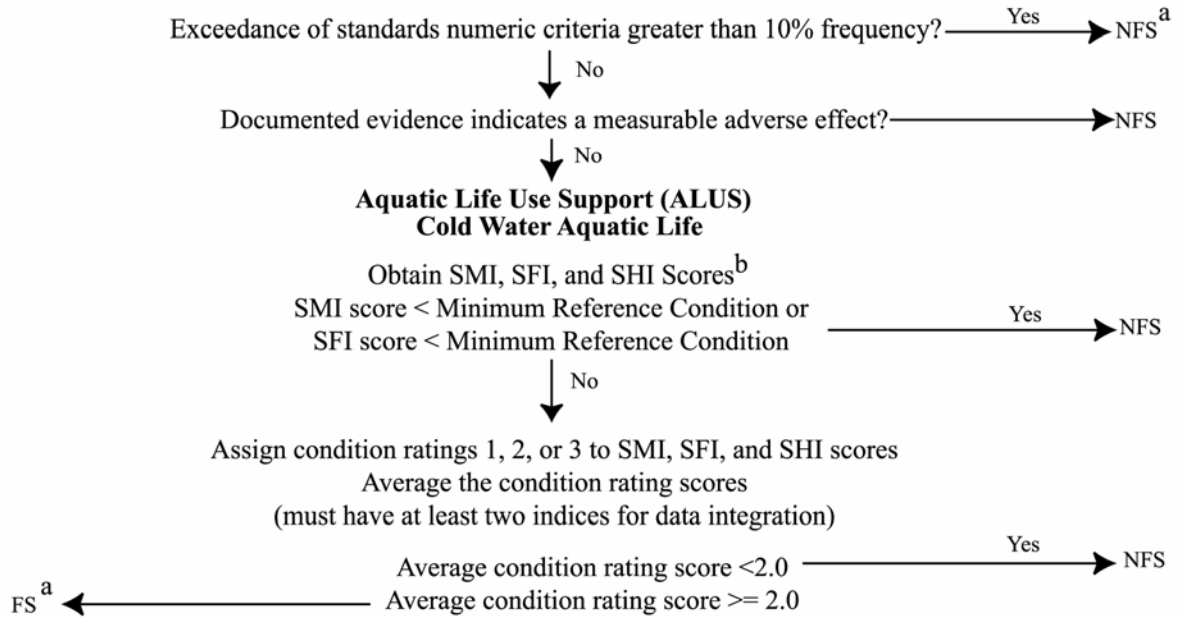 Exceedance of standards numeric criteria greater than 10% frequency? Yes NFS a
No
Documented evidence indicates a measurable adverse effect? NFS
No
Aquatic Life Use Support (ALUS)
Cold Water Aquatic Life
Obtain SMI, SFI, and SHI Scores b
SMI score < Minimum Reference Condition or
SFI score < Minimum Reference Condition
Yes NFS
No
Assign condition ratings 1, 2, or 3 to SMI, SFI, and SHI scores
Average the condition rating scores
(must have at least two indices for data integration)
Average condition rating score <2.0 Yes NFS
FS a Average condition rating score >= 2.0